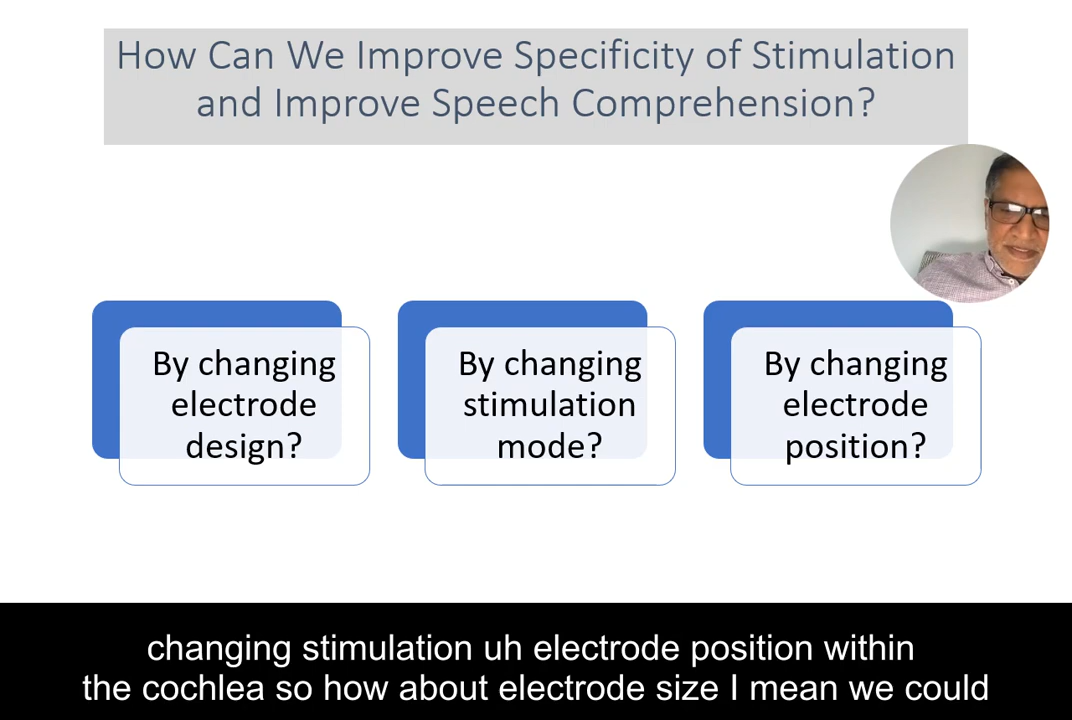 How Can We Improve Specificity of Stimulation
and Improve Speech Comprehension?
By changing
electrode
design?
By changing
stimulation
mode?
By changing
electrode
position?
changing stimulation uh electrode position within
the cochlea so how about electrode size I mean we could